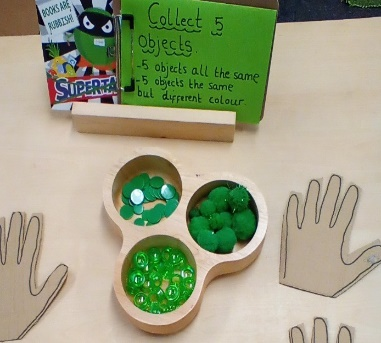 BOOKS ARE
RUBBISH!
SUPERTA
Collect 5
Objects.
-5 objects all the same
-5 objects the same
but different colour.